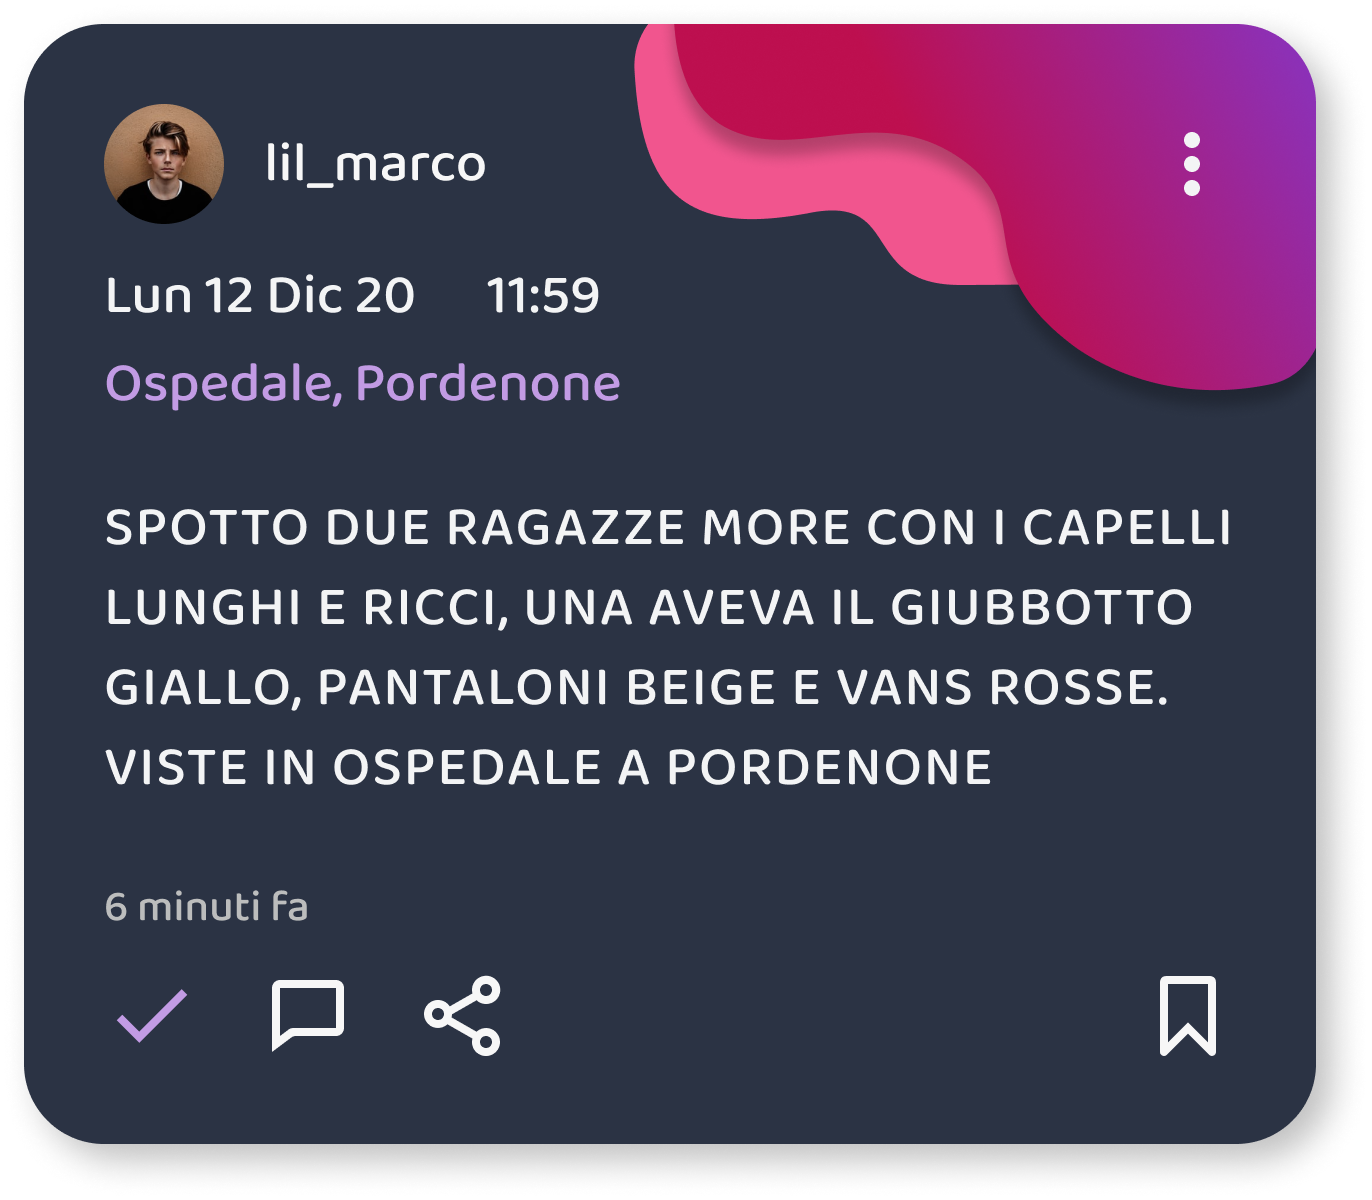 lil_marco
Lun 12 Dic 20 11:59
Ospedale, Pordenone
SPOTTO DUE RAGAZZE MORE CON I CAPELLI
LUNGHI E RICCI, UNA AVEVA IL GIUBBOTTO
GIALLO, PANTALONI BEIGE E VANS ROSSE.
VISTE IN OSPEDALE A PORDENONE
6 minuti fa